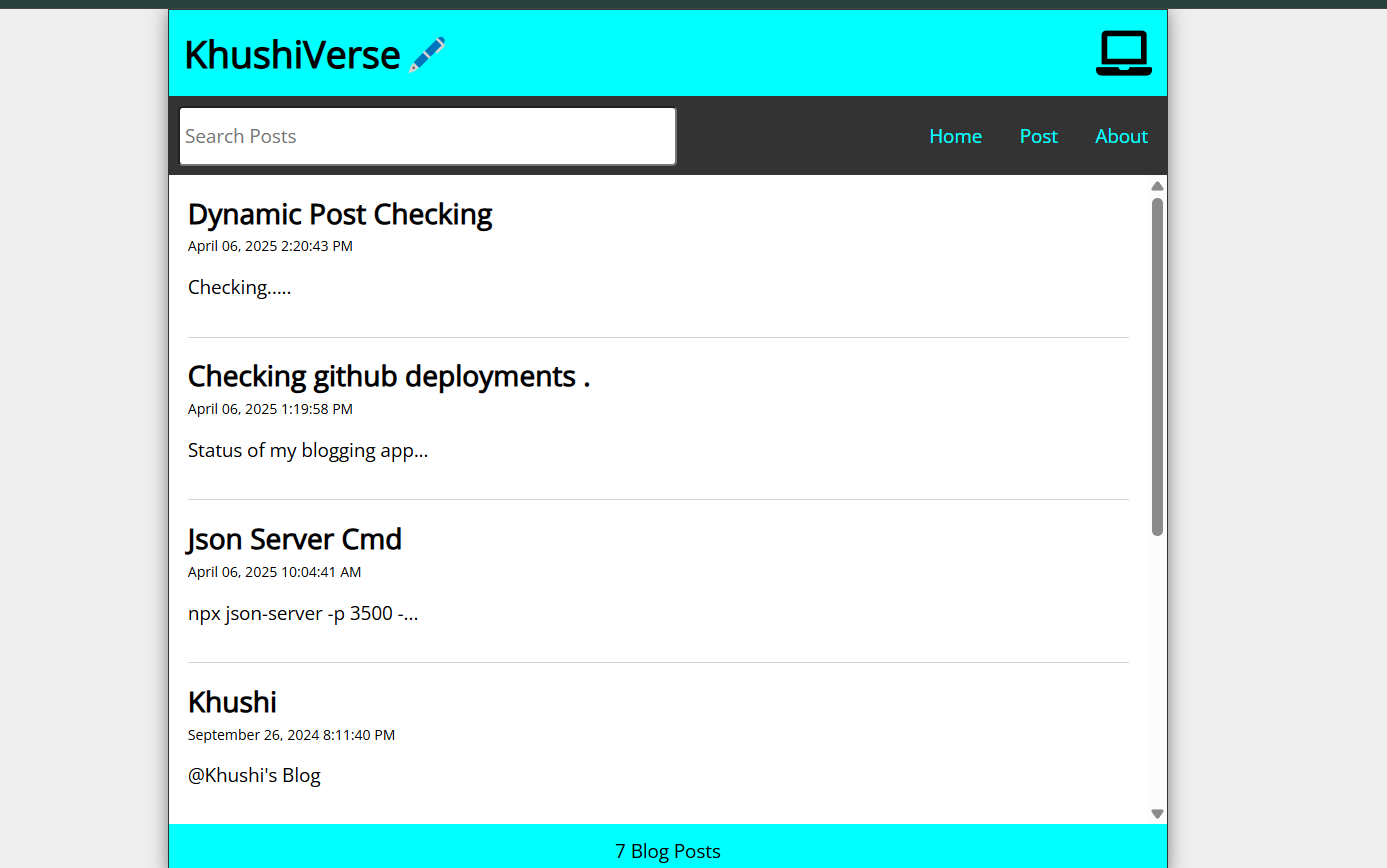 KhushiVerse
Search Posts
Home Post About
Dynamic Post Checking
April 06, 2025 2:20:43 PM
Checking.....
Checking github deployments .
April 06, 2025 1:19:58 PM
Status of my blogging app...
Json Server Cmd
April 06, 2025 10:04:41 AM
npx json-server -p 3500 -...
Khushi
September 26, 2024 8:11:40 PM
@Khushi's Blog
7 Blog Posts